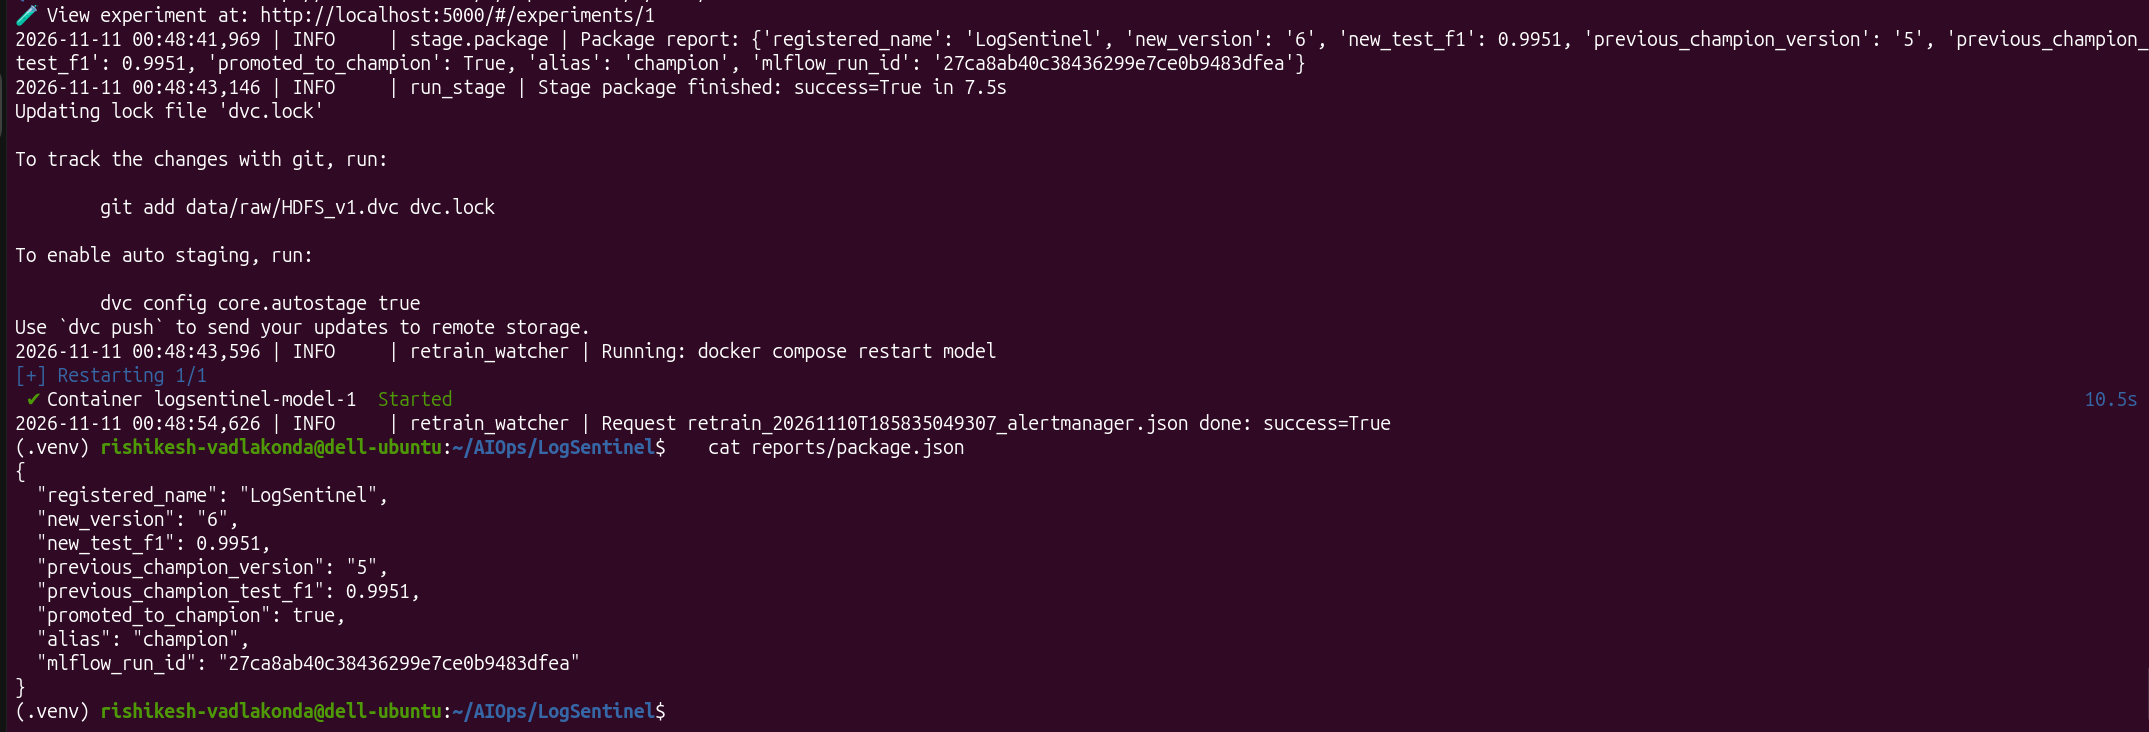 View experiment at: http://localhost:5000/#/experiments/1
2026-11-11 00:48:41,969 | INFO     | stage.package | Package report: {'registered_name': 'LogSentinel', 'new_version': '6', 'new_test_f1': 0.9951, 'previous_champion_version': '5', 'previous_champion_
test_f1': 0.9951, 'promoted_to_champion': True, 'alias': 'champion', 'mlflow_run_id': '27ca8ab40c38436299e7ce0b9483dfea'}
2026-11-11 00:48:43,146 | INFO     | run_stage | Stage package finished: success=True in 7.5s
Updating lock file 'dvc.lock'
To track the changes with git, run:
git add data/raw/HDFS_v1.dvc dvc.lock
To enable auto staging, run:
dvc config core.autostage true
Use `dvc push` to send your updates to remote storage.
2026-11-11 00:48:43,596 | INFO     | retrain_watcher | Running: docker compose restart model
[+] Restarting 1/1
✔ Container logsentinel-model-1  Started 10.5s
2026-11-11 00:48:54,626 | INFO     | retrain_watcher | Request retrain_20261110T185835049307_alertmanager.json done: success=True
(.venv) rishikesh-vadlakonda@dell-ubuntu:~/AIOps/LogSentinel$    cat reports/package.json
{
  "registered_name": "LogSentinel",
  "new_version": "6",
  "new_test_f1": 0.9951,
  "previous_champion_version": "5",
  "previous_champion_test_f1": 0.9951,
  "promoted_to_champion": true,
  "alias": "champion",
  "mlflow_run_id": "27ca8ab40c38436299e7ce0b9483dfea"
}
(.venv) rishikesh-vadlakonda@dell-ubuntu:~/AIOps/LogSentinel$